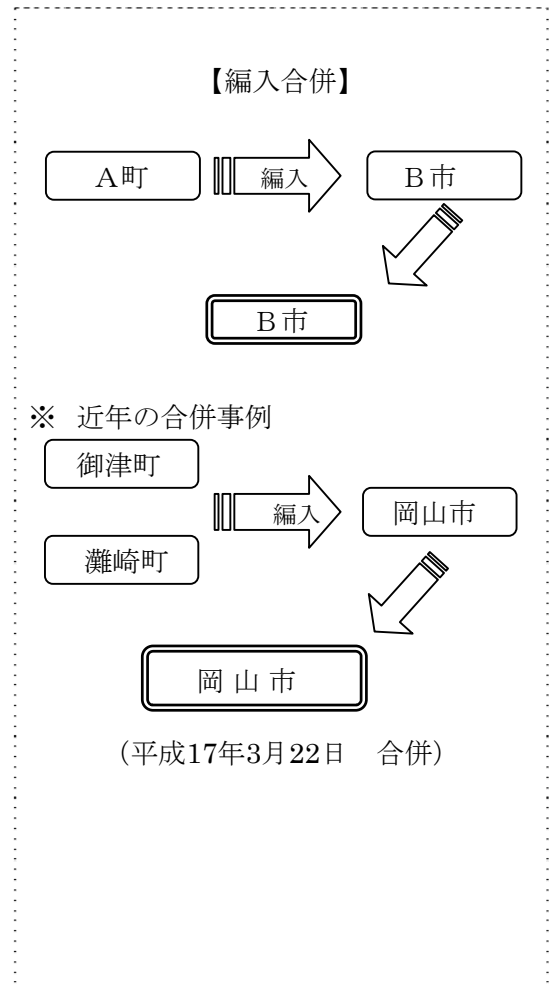 【編入合併】
A町
編入
B市
B市
※ 近年の合併事例
御津町
編入
岡山市
灘崎町
岡山市
(平成17年3月22日 合併)